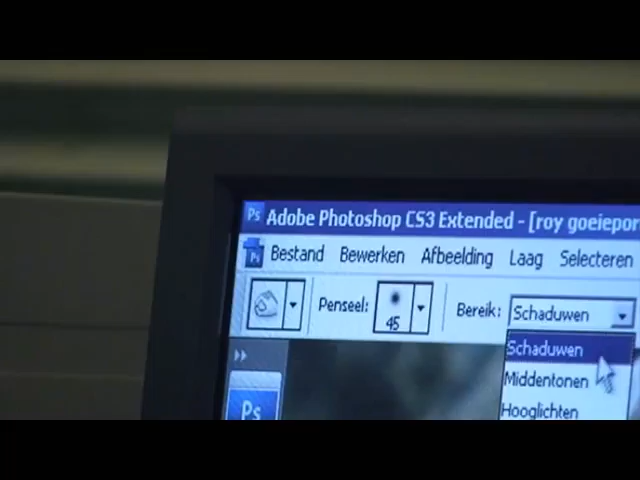 Ps Adobe Photoshop CS3 Extended - [roy goeiepor
Ps Bestand Bewerken Afbeelding Laag Selecteren
Penseel: 45 Bereik: Schaduwen
Schaduwen
Middentonen
Hooglichten
Ps